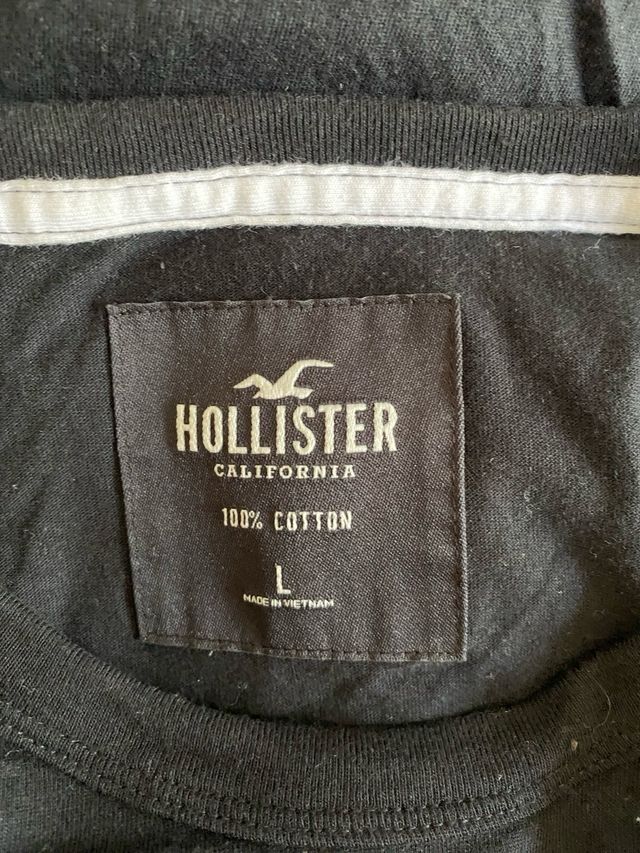 HOLLISTER
CALIFORNIA
100% COTTON
L
MADE IN VIETNAM